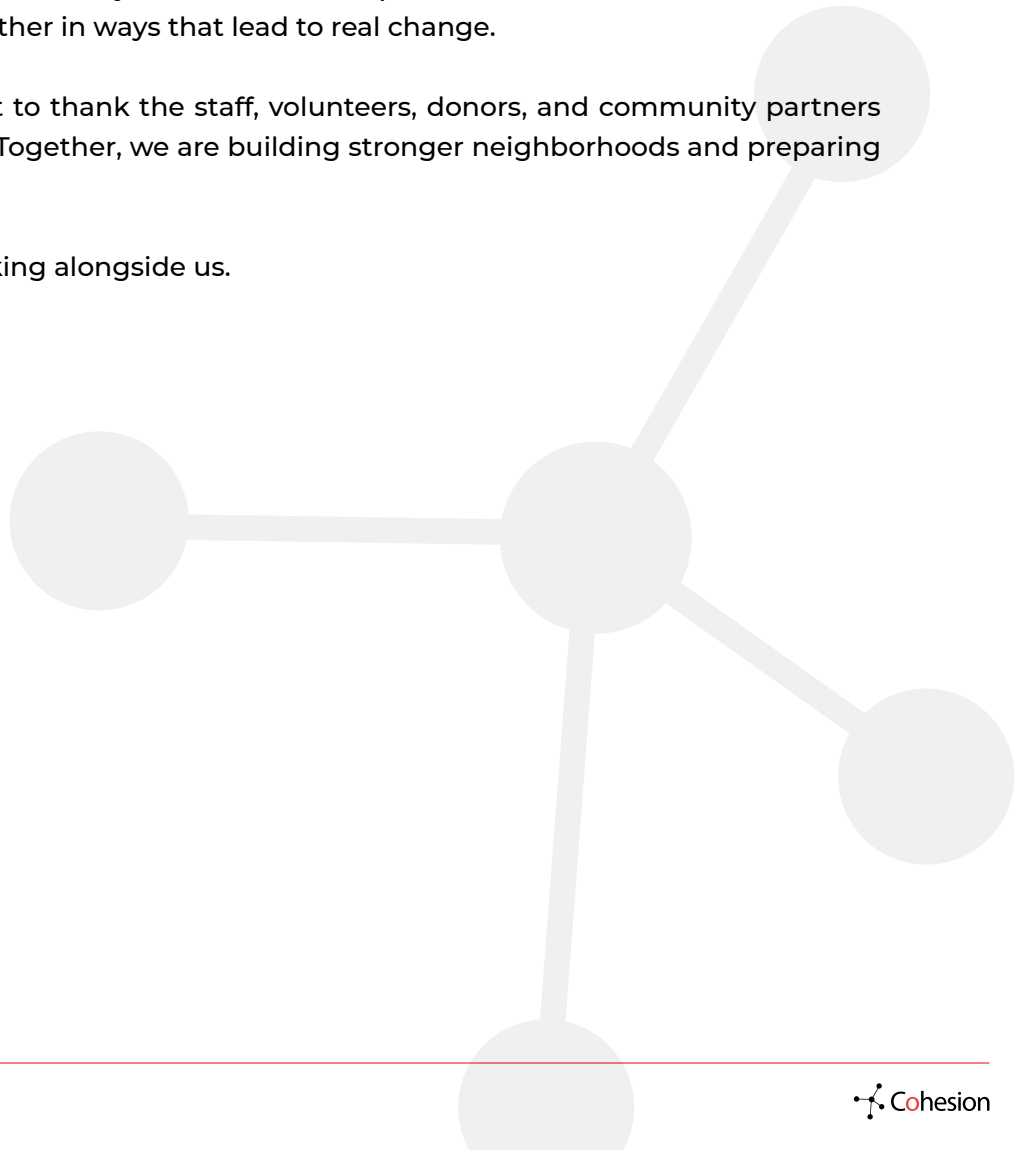 ther in ways that lead to real change.
to thank the staff, volunteers, donors, and community partners
Together, we are building stronger neighborhoods and preparing
king alongside us.
Cohesion